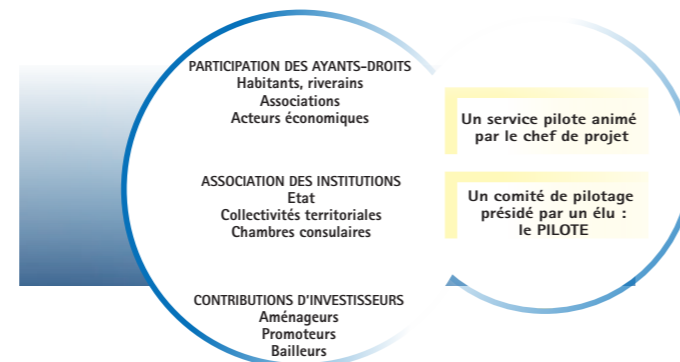 PARTICIPATION DES AYANTS-DROITS
Habitants, riverains
Associations
Acteurs économiques
ASSOCIATION DES INSTITUTIONS
Etat
Collectivités territoriales
Chambres consulaires
CONTRIBUTIONS D'INVESTISSEURS
Aménageurs
Promoteurs
Bailleurs
Un service pilote animé
par le chef de projet
Un comité de pilotage
présidé par un élu :
le PILOTE